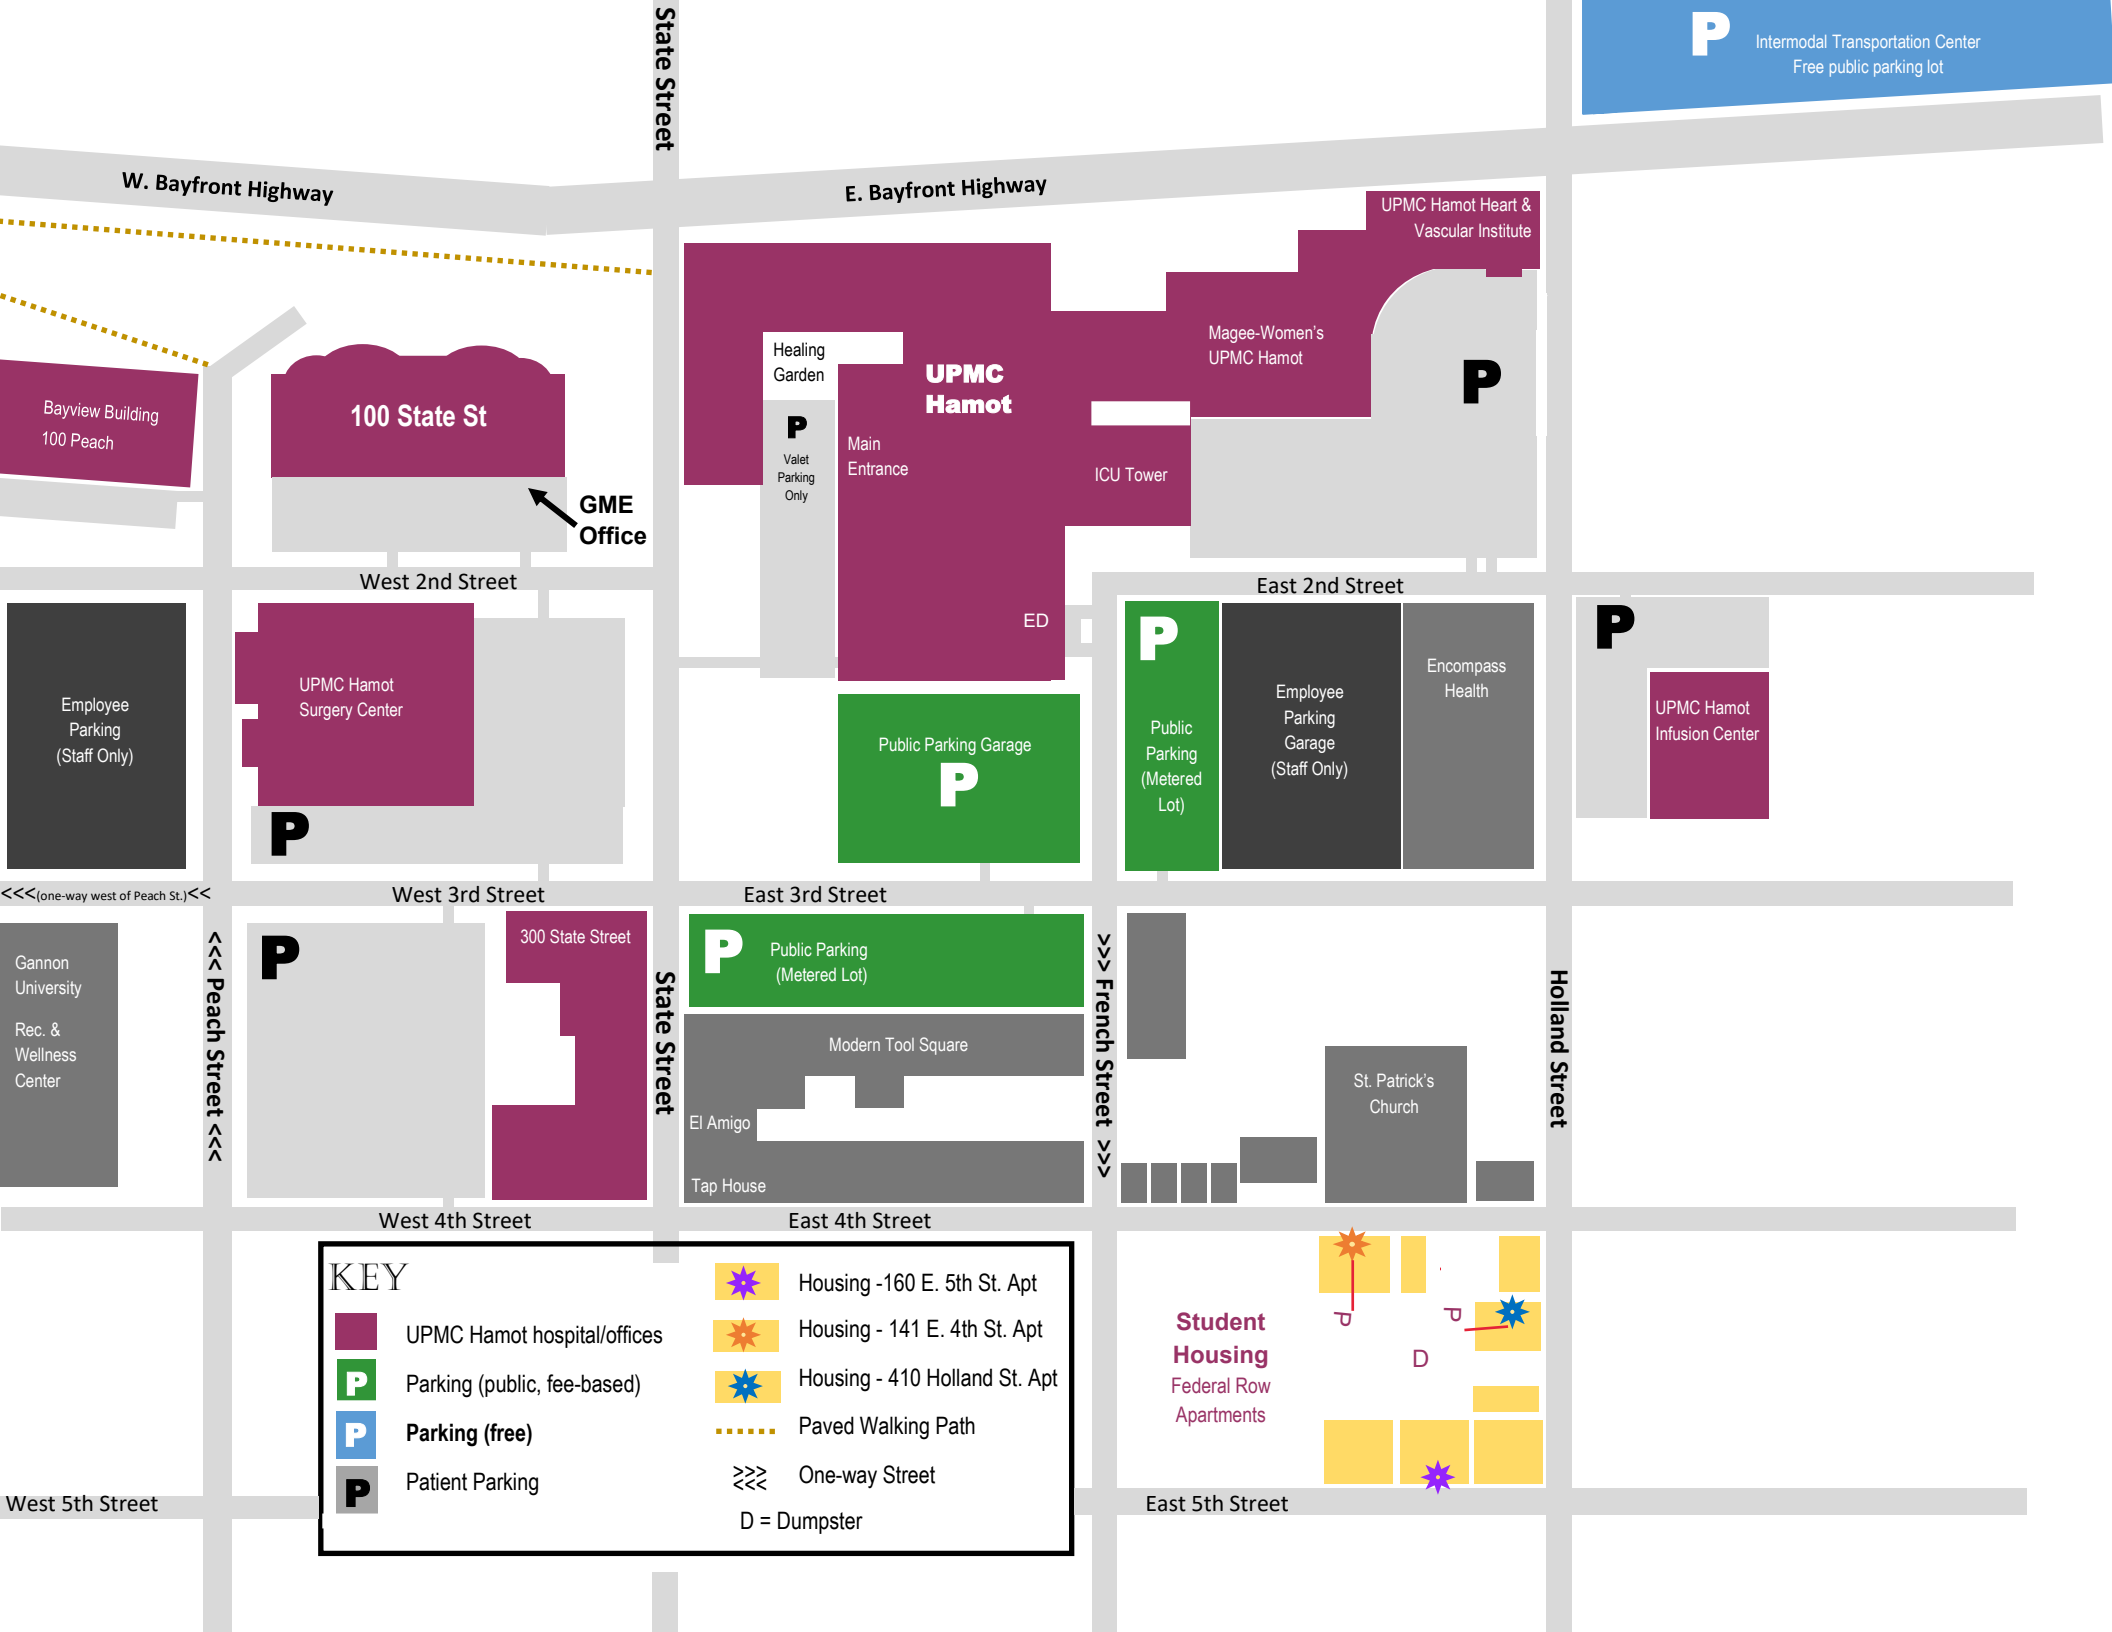 State Street
P
Intermodal Transportation Center
Free public parking lot
W. Bayfront Highway
E. Bayfront Highway
UPMC Hamot Heart &
Vascular Institute
Healing
Garden
UPMC
Hamot
Magee-Women's
UPMC Hamot
P
Bayview Building
100 Peach
100 State St
P
Valet
Parking
Only
Main
Entrance
ICU Tower
GME
Office
West 2nd Street
East 2nd Street
ED
P
Public
Parking
(Metered
Lot)
Employee
Parking
Garage
(Staff Only)
Encompass
Health
P
UPMC Hamot
Infusion Center
Employee
Parking
(Staff Only)
UPMC Hamot
Surgery Center
P
Public Parking Garage
P
<<<(one-way west of Peach St.)<<
West 3rd Street
East 3rd Street
Gannon
University
Rec. &
Wellness
Center
<<< Peach Street <<<
P
300 State Street
State Street
P
Public Parking
(Metered Lot)
Modern Tool Square
El Amigo
Tap House
>>> French Street >>>
St. Patrick's
Church
Holland Street
West 4th Street
East 4th Street
KEY
UPMC Hamot hospital/offices
P
Parking (public, fee-based)
P
Parking (free)
P
Patient Parking
Housing -160 E. 5th St. Apt
Housing - 141 E. 4th St. Apt
Housing - 410 Holland St. Apt
Paved Walking Path
>>>
<<<
One-way Street
D = Dumpster
Student
Housing
Federal Row
Apartments
P
P
D
West 5th Street
East 5th Street